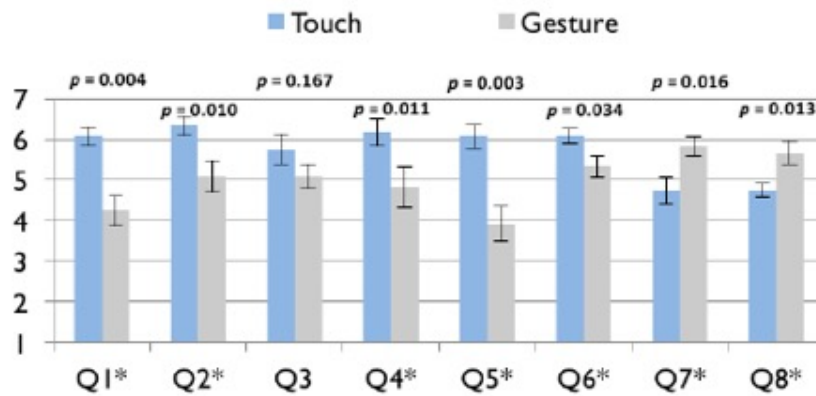 Touch Gesture
p = 0.004 p = 0.167 p = 0.003 p = 0.016
p = 0.010 p = 0.011 p = 0.034 p = 0.013
7
6
5
4
3
2
1
Q1* Q2* Q3 Q4* Q5* Q6* Q7* Q8*